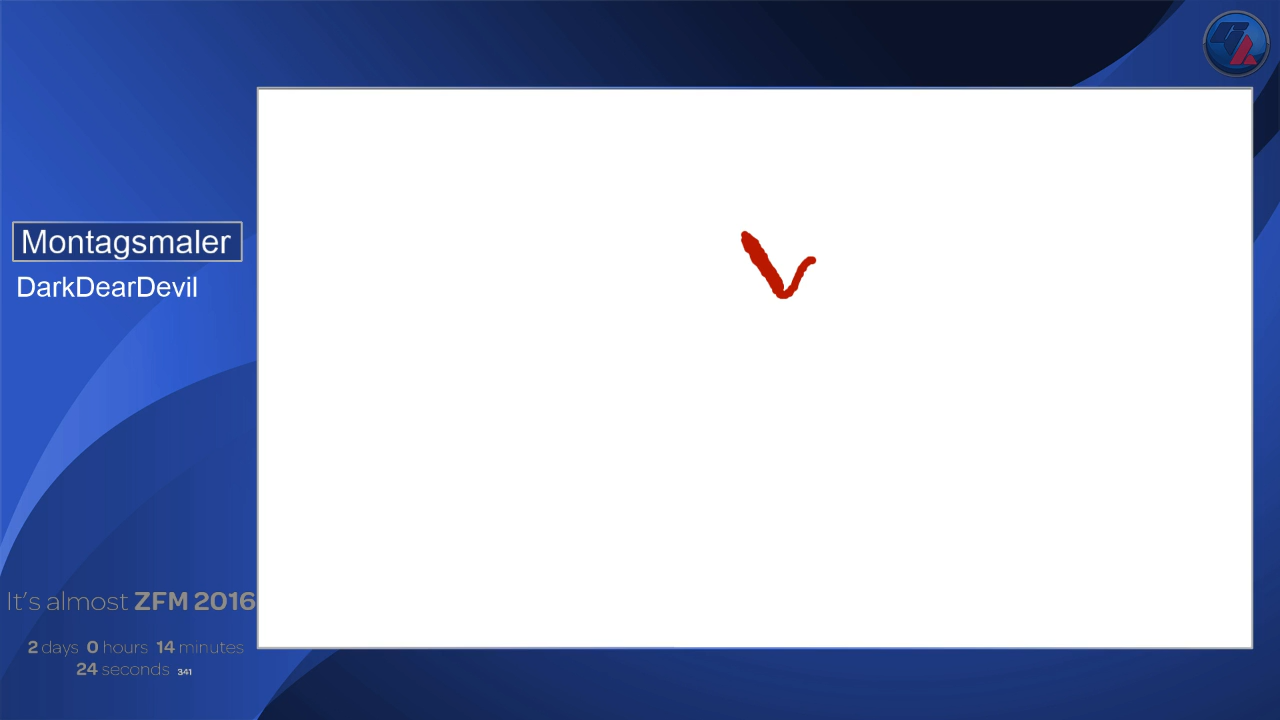 Montagsmaler
DarkDearDevil
It's almost ZFM 2016
2 days 0 hours 14 minutes
24 seconds 341